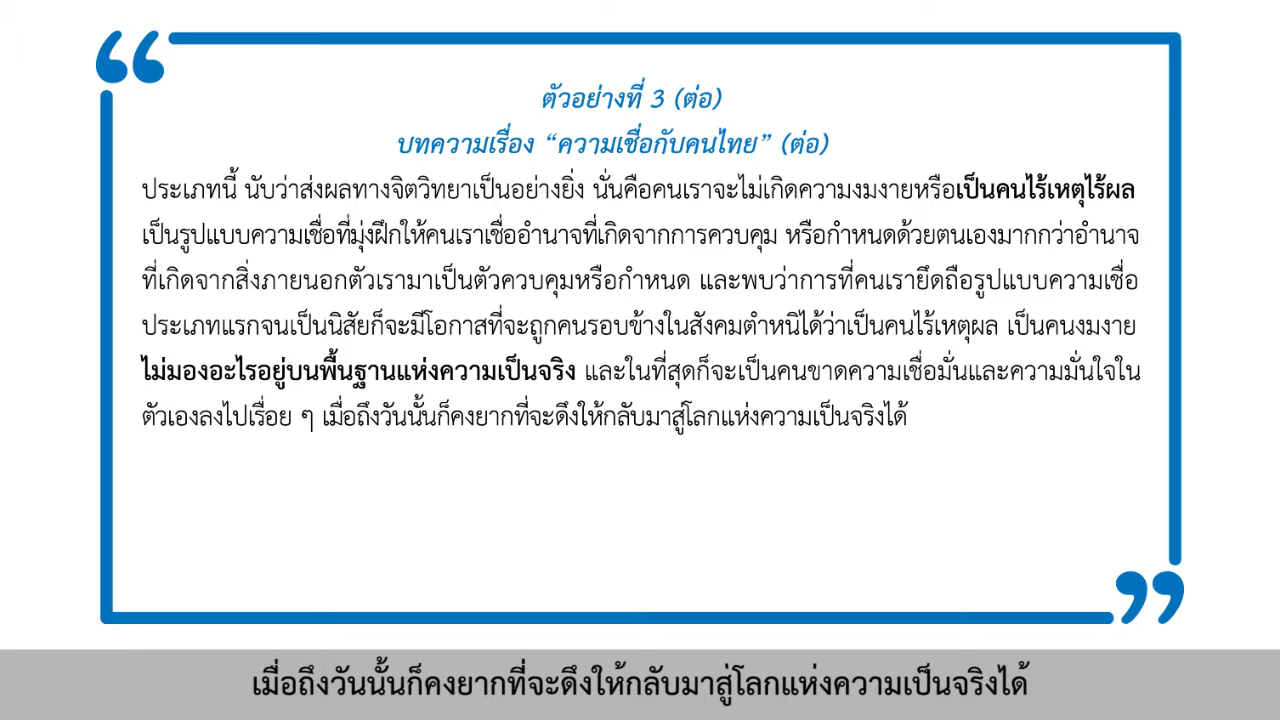 ตัวอย่างที่ 3 (ต่อ)
บทความเรื่อง “ความเชื่อกับคนไทย” (ต่อ)
ประเภทนี้ นับว่าส่งผลทางจิตวิทยาเป็นอย่างยิ่ง นั่นคือคนเราจะไม่เกิดความงมงายหรือเป็นคนไร้เหตุไร้ผล
เป็นรูปแบบความเชื่อที่มุ่งฝึกให้คนเราเชื่ออำนาจที่เกิดจากการควบคุม หรือกำหนดด้วยตนเองมากกว่าอำนาจ
ที่เกิดจากสิ่งภายนอกตัวเรามาเป็นตัวควบคุมหรือกำหนด และพบว่าการที่คนเรายึดถือรูปแบบความเชื่อ
ประเภทแรกจนเป็นนิสัยก็จะมีโอกาสที่จะถูกคนรอบข้างในสังคมตำหนิได้ว่าเป็นคนไร้เหตุผล เป็นคนงมงาย
ไม่มองอะไรอยู่บนพื้นฐานแห่งความเป็นจริง และในที่สุดก็จะเป็นคนขาดความเชื่อมั่นและความมั่นใจใน
ตัวเองลงไปเรื่อย ๆ เมื่อถึงวันนั้นก็คงยากที่จะดึงให้กลับมาสู่โลกแห่งความเป็นจริงได้
เมื่อถึงวันนั้นก็คงยากที่จะดึงให้กลับมาสู่โลกแห่งความเป็นจริงได้